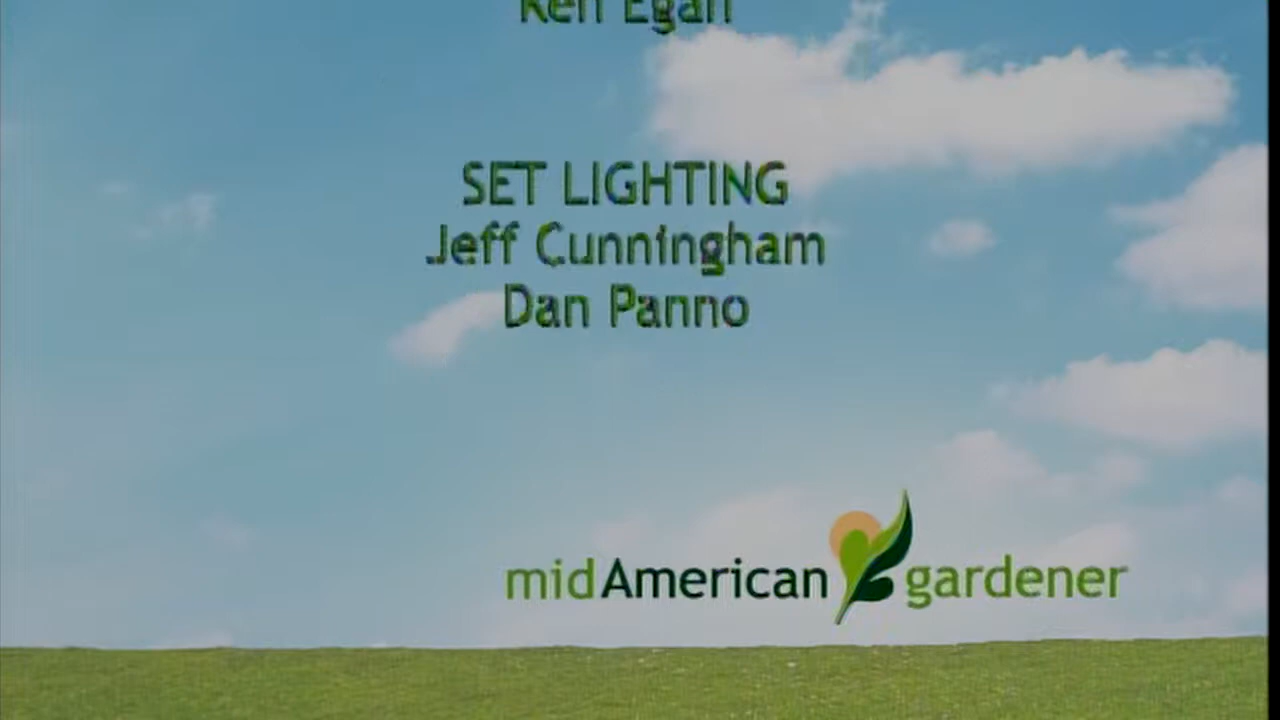 Ken Egan
SET LIGHTING
Jeff Cunningham
Dan Panno
midAmerican gardener